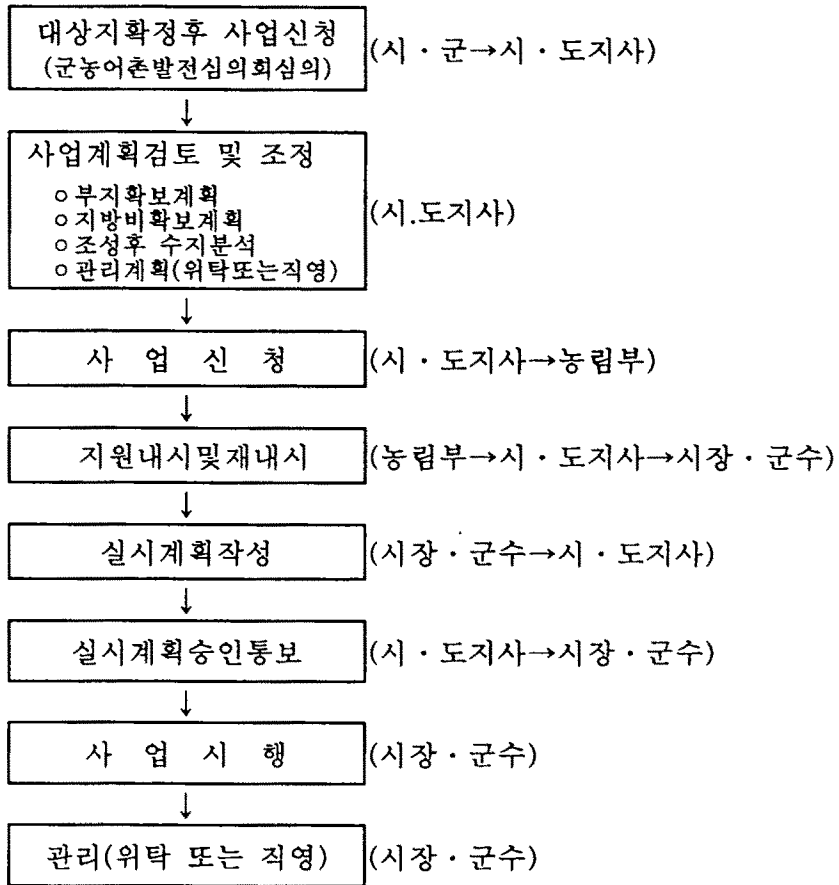 대상지확정후 사업신청 (시·군→시·도지사)
(군농어촌발전심의회심의)
↓
사업계획검토 및 조정
○부지확보계획
○지방비확보계획 (시.도지사)
○조성후 수지분석
○관리계획(위탁또는직영)
↓
사 업 신 청 (시·도지사→농림부)
↓
지원내시및재내시 (농림부→시·도지사→시장·군수)
↓
실시계획작성 (시장·군수→시·도지사)
↓
실시계획승인통보 (시·도지사→시장·군수)
↓
사 업 시 행 (시장·군수)
↓
관리(위탁 또는 직영) (시장·군수)